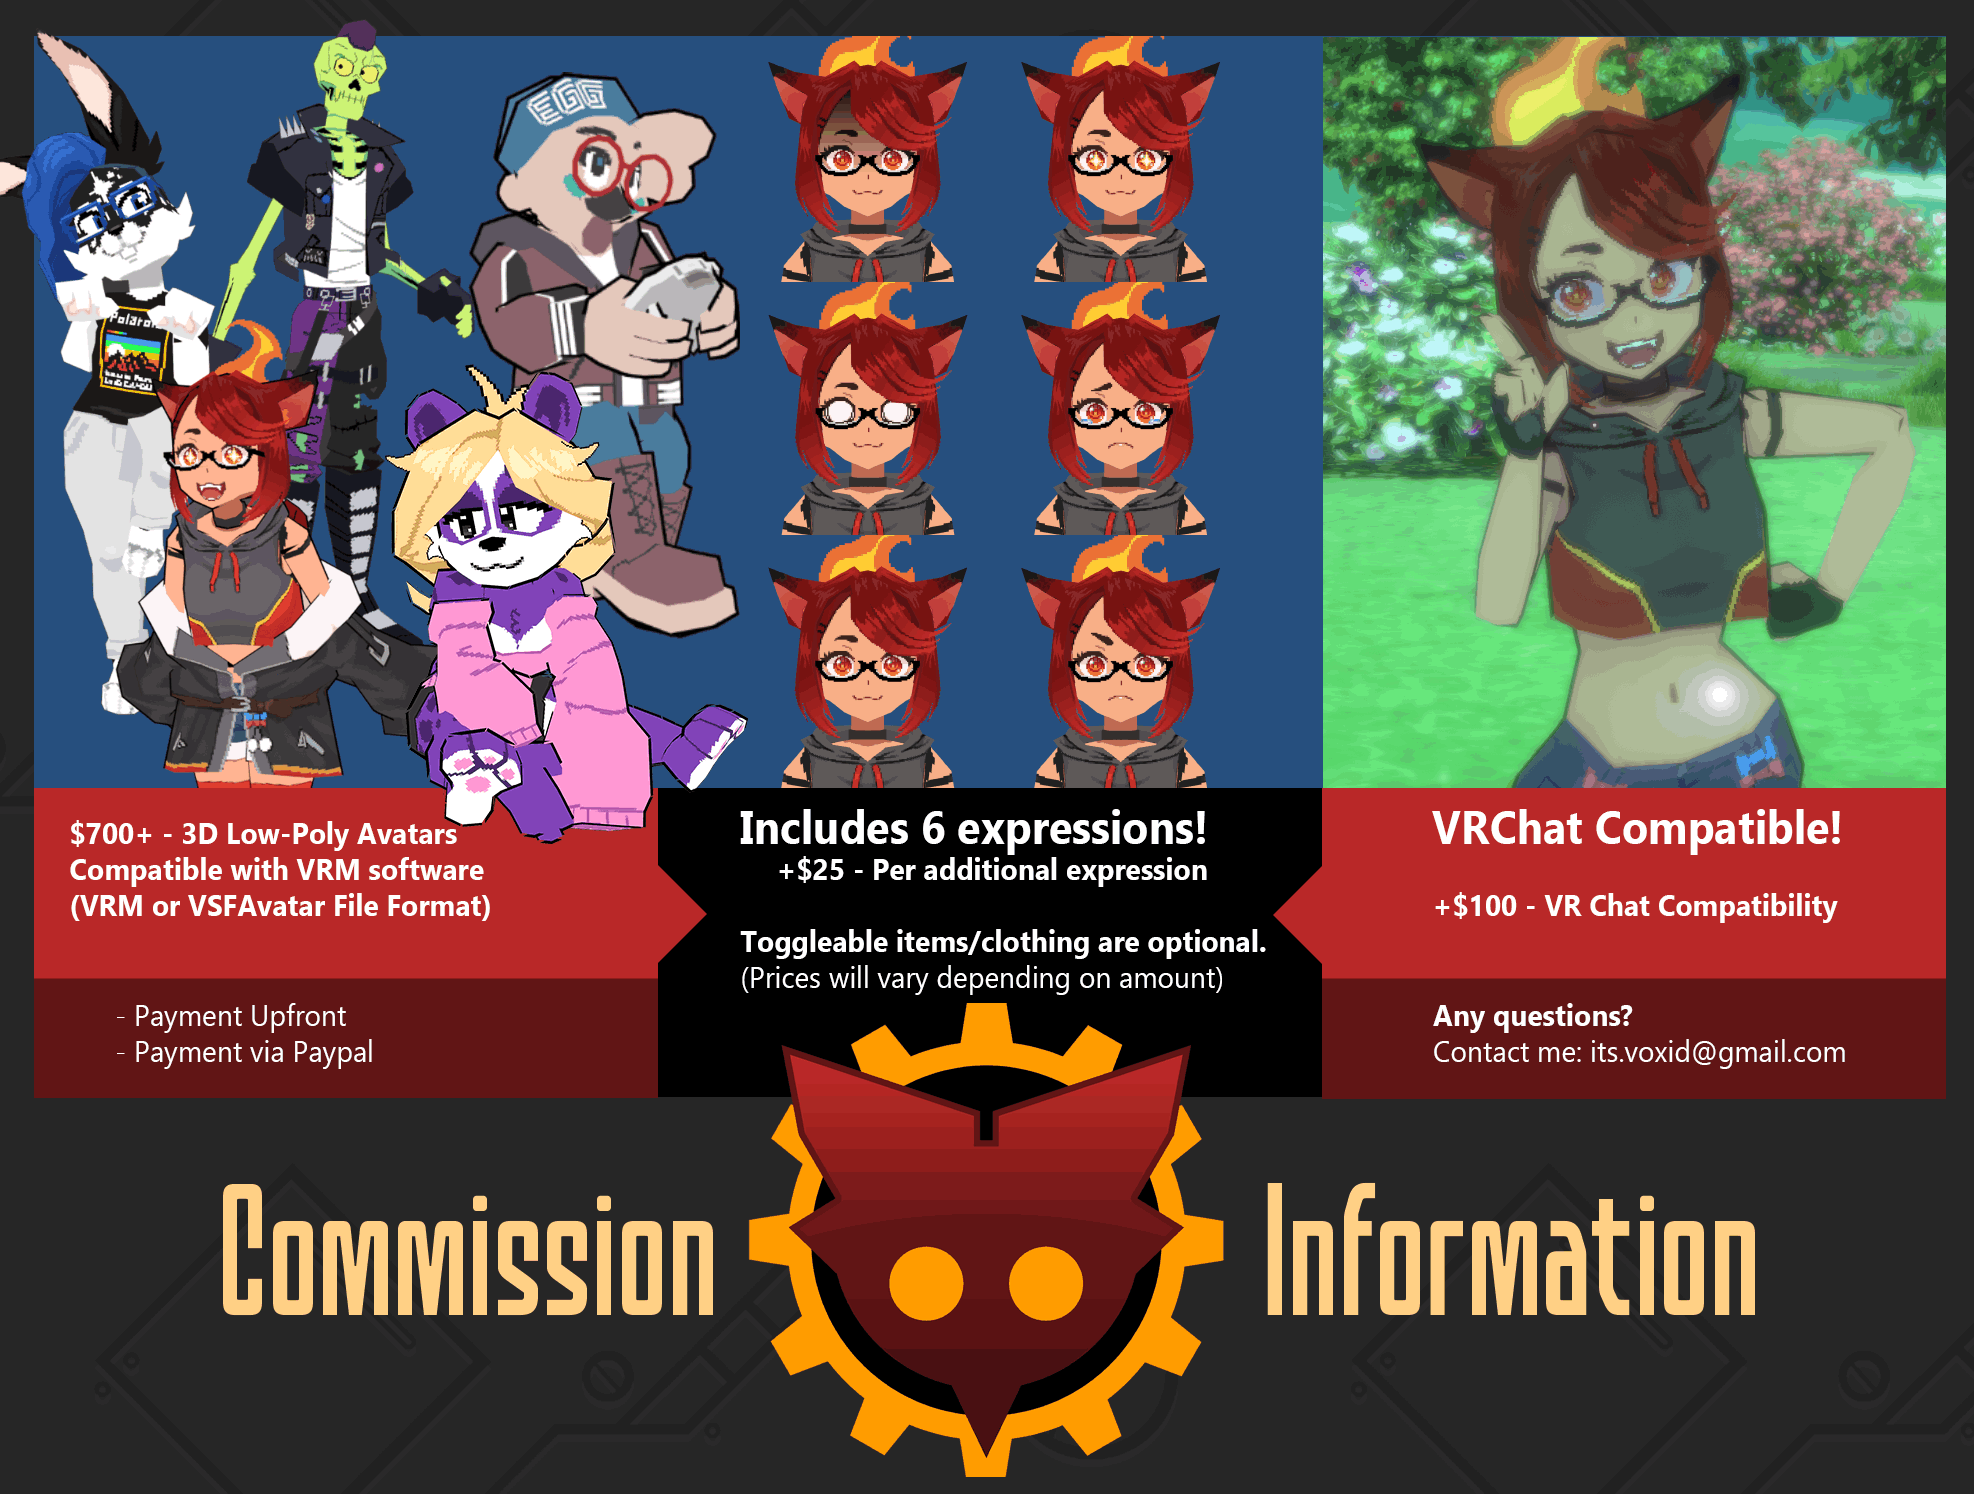 EGG
Polaron
$700+ - 3D Low-Poly Avatars
Compatible with VRM software
(VRM or VSFAvatar File Format)
- Payment Upfront
- Payment via Paypal
Includes 6 expressions!
+$25 - Per additional expression
Toggleable items/clothing are optional.
(Prices will vary depending on amount)
VRChat Compatible!
+$100 - VR Chat Compatibility
Any questions?
Contact me: its.voxid@gmail.com
Commission Information